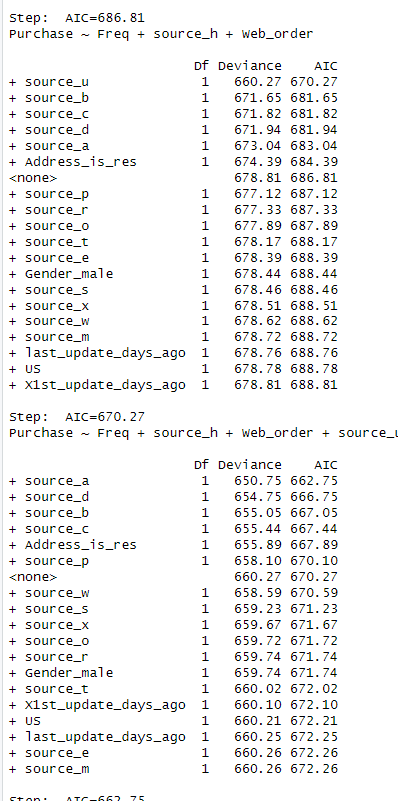 Step:  AIC=686.81
Purchase ~ Freq + source_h + Web_order

                       Df Deviance    AIC
+ source_u              1   660.27 670.27
+ source_b              1   671.65 681.65
+ source_c              1   671.82 681.82
+ source_d              1   671.94 681.94
+ source_a              1   673.04 683.04
+ Address_is_res        1   674.39 684.39
<none>                      678.81 686.81
+ source_p              1   677.12 687.12
+ source_r              1   677.33 687.33
+ source_o              1   677.89 687.89
+ source_t              1   678.17 688.17
+ source_e              1   678.39 688.39
+ Gender_male           1   678.44 688.44
+ source_s              1   678.46 688.46
+ source_x              1   678.51 688.51
+ source_w              1   678.62 688.62
+ source_m              1   678.72 688.72
+ last_update_days_ago  1   678.76 688.76
+ US                    1   678.78 688.78
+ X1st_update_days_ago  1   678.81 688.81

Step:  AIC=670.27
Purchase ~ Freq + source_h + Web_order + source_u

                       Df Deviance    AIC
+ source_a              1   650.75 662.75
+ source_d              1   654.75 666.75
+ source_b              1   655.05 667.05
+ source_c              1   655.44 667.44
+ Address_is_res        1   655.89 667.89
+ source_p              1   658.10 670.10
<none>                      660.27 670.27
+ source_w              1   658.59 670.59
+ source_s              1   659.23 671.23
+ source_x              1   659.67 671.67
+ source_o              1   659.72 671.72
+ source_r              1   659.74 671.74
+ Gender_male           1   659.74 671.74
+ source_t              1   660.02 672.02
+ X1st_update_days_ago  1   660.10 672.10
+ US                    1   660.21 672.21
+ last_update_days_ago  1   660.25 672.25
+ source_e              1   660.26 672.26
+ source_m              1   660.26 672.26

Step:  AIC=662.75